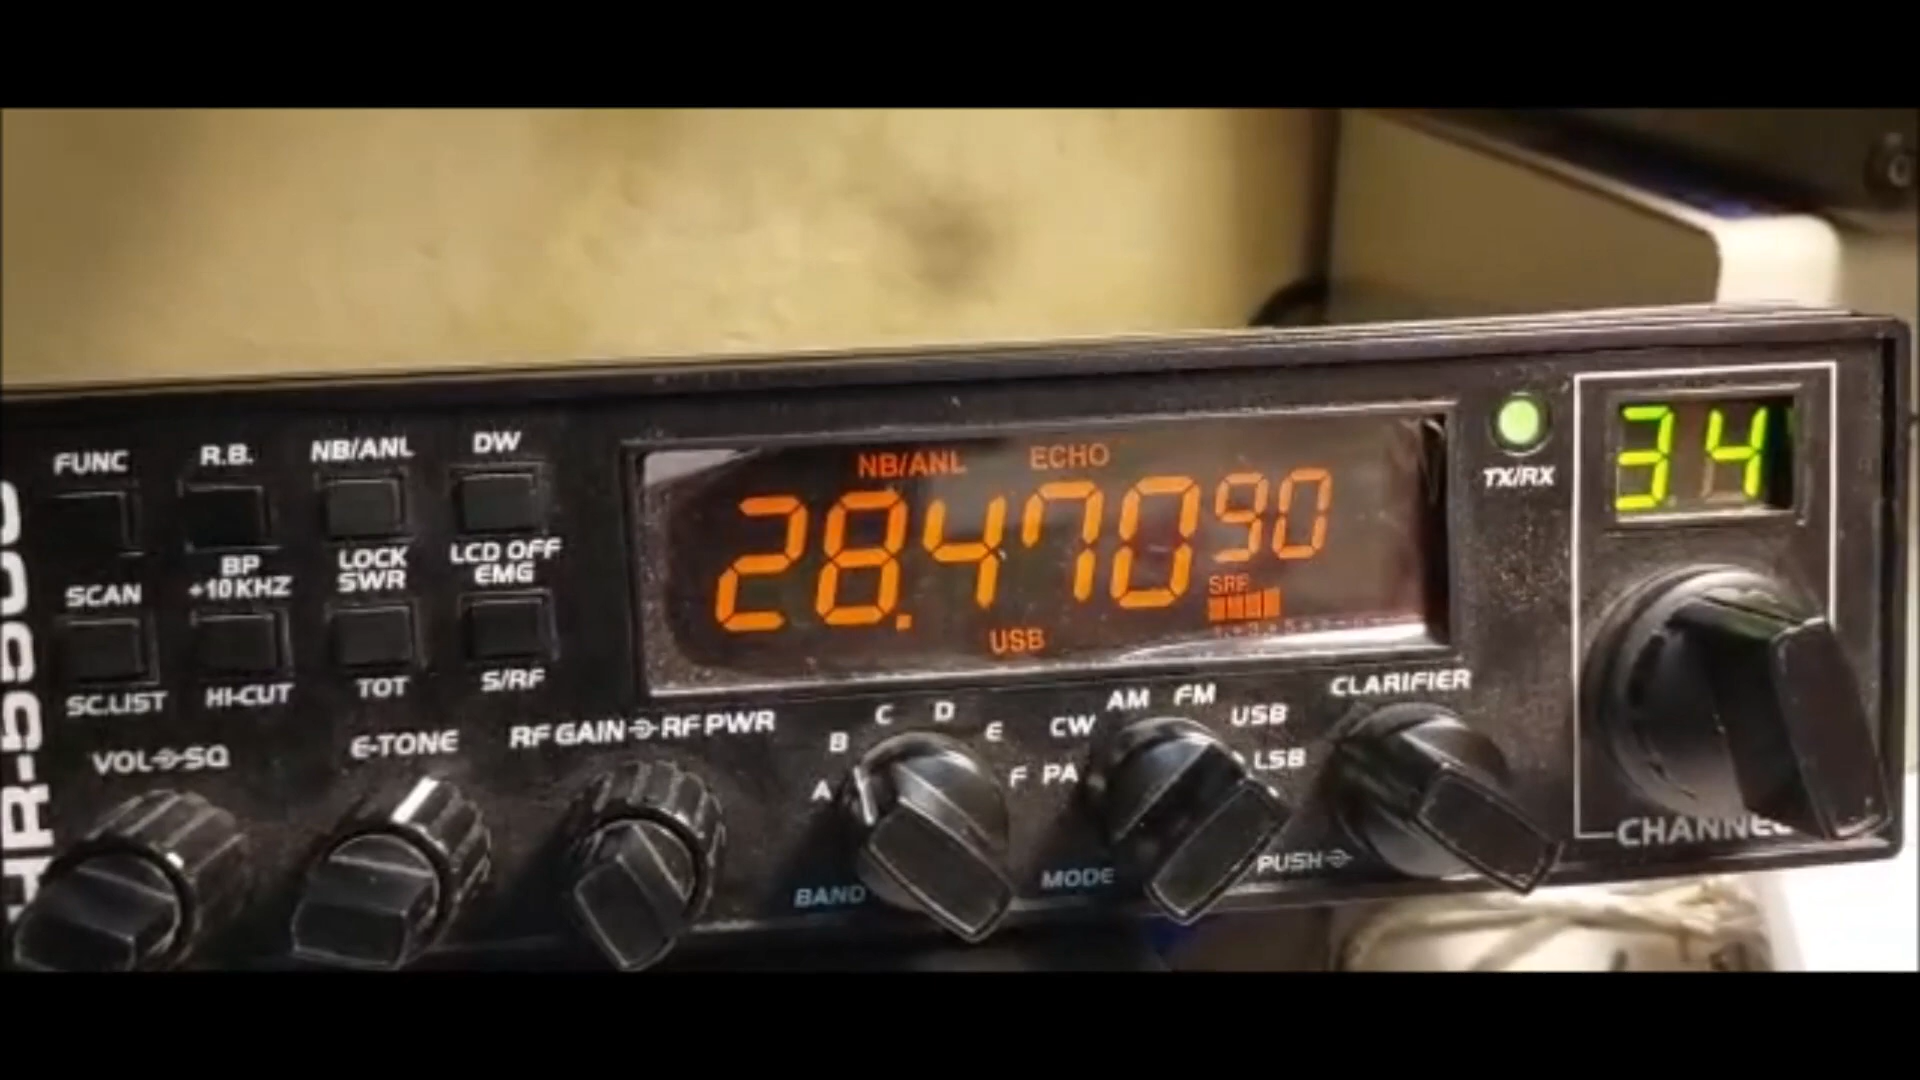 FUNC R.B. NB/ANL DW
SCAN BP +10KHZ LOCK SWR LCD OFF EMG
SC.LIST HI-CUT TOT S/RF
VOL SQ E-TONE RF GAIN RF PWR
NB/ANL ECHO
28.470 90
USB
TX/RX
34
A B C D E F
BAND
PA CW AM FM USB LSB
MODE
CLARIFIER
PUSH
CHANNEL